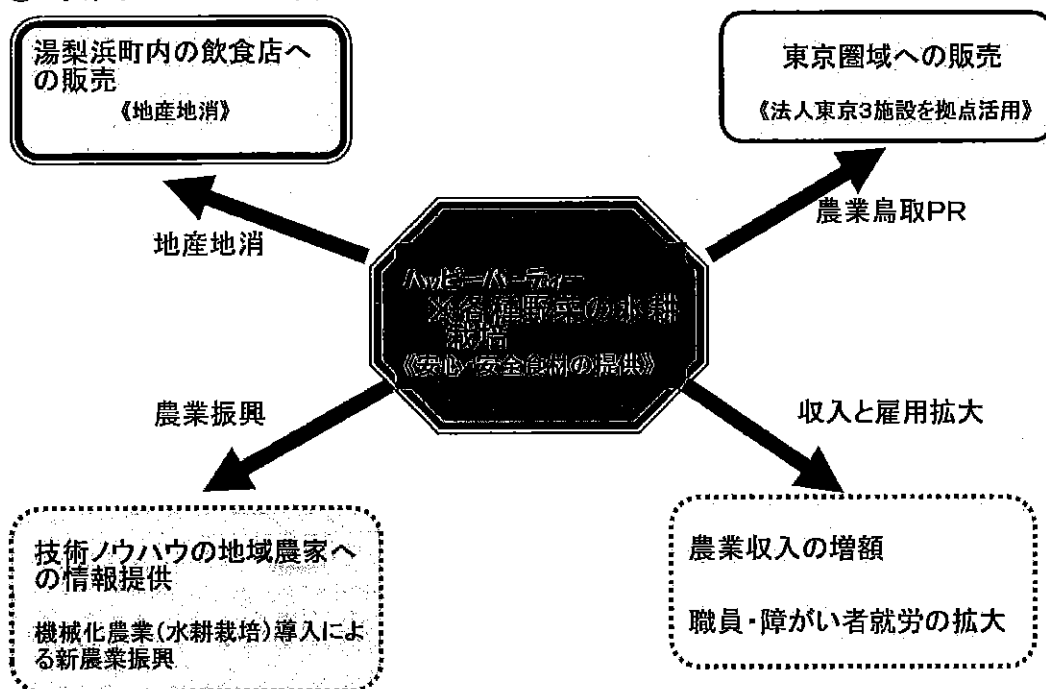 湯梨浜町内の飲食店へ
の販売
《地産地消》
東京圏域への販売
《法人東京3施設を拠点活用》
地産地消
農業鳥取PR
ハッピーパーティー
×各種野菜の水耕
栽培
《安心・安全食材の提供》
農業振興
収入と雇用拡大
技術ノウハウの地域農家へ
の情報提供
機械化農業(水耕栽培)導入によ
る新農業振興
農業収入の増額
職員・障がい者就労の拡大